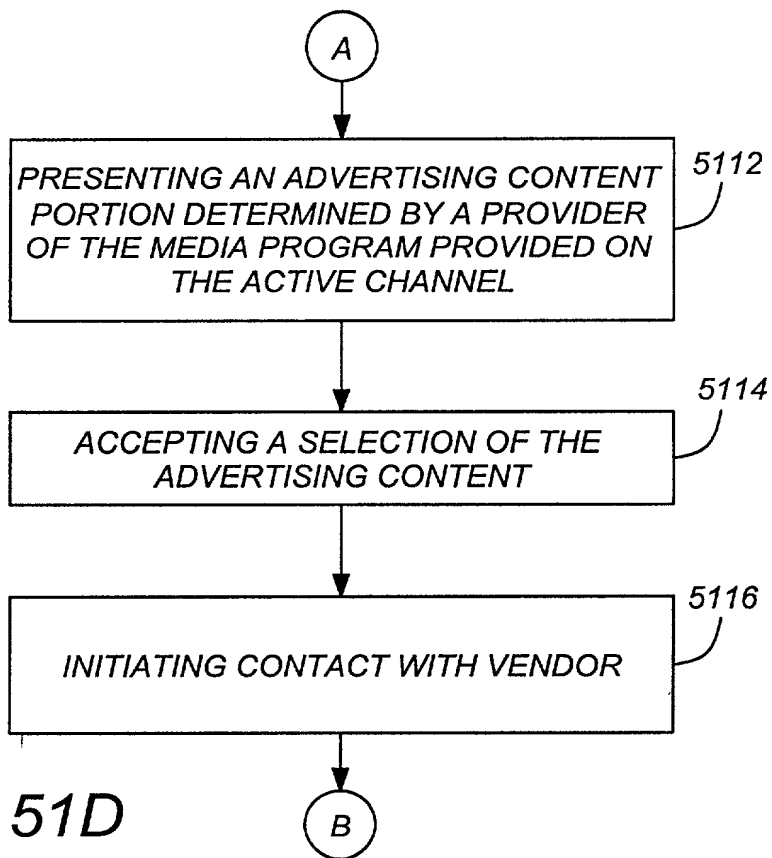 A
PRESENTING AN ADVERTISING CONTENT
PORTION DETERMINED BY A PROVIDER
OF THE MEDIA PROGRAM PROVIDED ON
THE ACTIVE CHANNEL
5112
ACCEPTING A SELECTION OF THE
ADVERTISING CONTENT
5114
INITIATING CONTACT WITH VENDOR
5116
51D
B